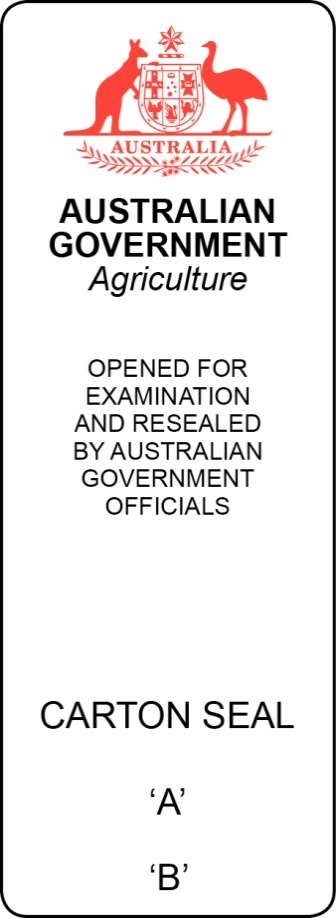 AUSTRALIA
AUSTRALIAN
GOVERNMENT
Agriculture
OPENED FOR
EXAMINATION
AND RESEALED
BY AUSTRALIAN
GOVERNMENT
OFFICIALS
CARTON SEAL
‘A’
‘B’